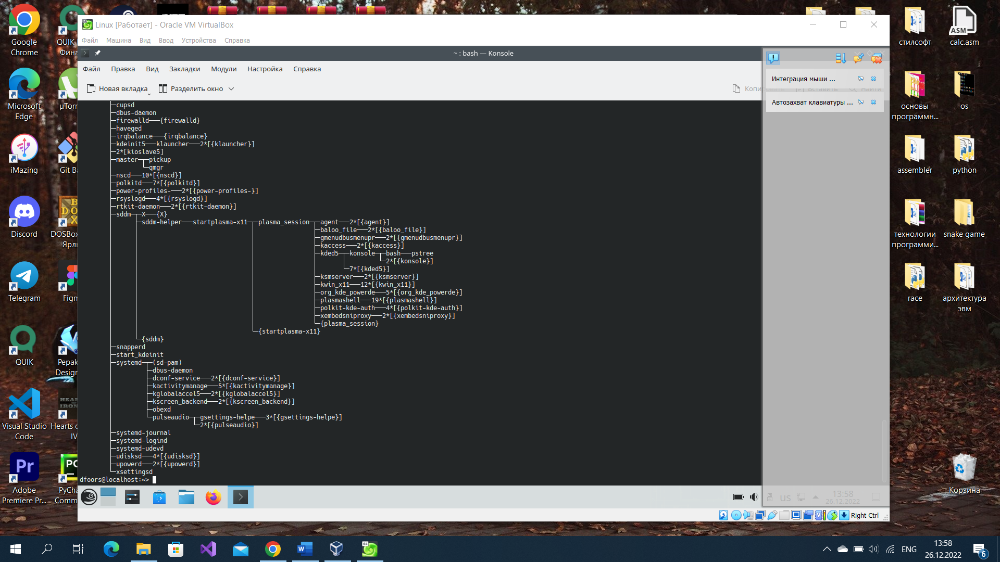 Google
Chrome
QUIK
Фина
Microsoft
Edge
µTorr
iMazing
Git Ba
Discord
DOSBox
Ярль
Telegram
Figm
QUIK
Pepak
Design
Visual Studio
Code
Hearts o
IV
Adobe
Premiere Pr...
PyCha
Comm
Linux [Работает] - Oracle VM VirtualBox
Файл Машина Вид Ввод Устройства Справка
~ : bash — Konsole
Файл Правка Вид Закладки Модули Настройка Справка
Новая вкладка Разделить окно Копировать Вставить Найти
├─cupsd
├─dbus-daemon
├─firewalld───{firewalld}
├─haveged
├─irqbalance───{irqbalance}
├─kdeinit5───klauncher───2*[{klauncher}]
├─2*[kioslave5]
├─master─┬─pickup
│        └─qmgr
├─nscd───10*[{nscd}]
├─polkitd───7*[{polkitd}]
├─power-profiles-───2*[{power-profiles-}]
├─rsyslogd───4*[{rsyslogd}]
├─rtkit-daemon───2*[{rtkit-daemon}]
├─sddm─┬─X───{X}
│      ├─sddm-helper───startplasma-x11─┬─plasma_session─┬─agent───2*[{agent}]
│      │                               │                ├─baloo_file───2*[{baloo_file}]
│      │                               │                ├─gmenudbusmenupr───2*[{gmenudbusmenupr}]
│      │                               │                ├─kaccess───2*[{kaccess}]
│      │                               │                ├─kded5─┬─konsole─┬─bash───pstree
│      │                               │                │       │         └─2*[{konsole}]
│      │                               │                │       └─7*[{kded5}]
│      │                               │                ├─ksmserver───2*[{ksmserver}]
│      │                               │                ├─kwin_x11───12*[{kwin_x11}]
│      │                               │                ├─org_kde_powerde───5*[{org_kde_powerde}]
│      │                               │                ├─plasmashell───19*[{plasmashell}]
│      │                               │                ├─polkit-kde-auth───4*[{polkit-kde-auth}]
│      │                               │                ├─xembedsniproxy───2*[{xembedsniproxy}]
│      │                               │                └─{plasma_session}
│      │                               └─{startplasma-x11}
│      └─{sddm}
├─snapperd
├─start_kdeinit
├─systemd─┬─(sd-pam)
│         ├─dbus-daemon
│         ├─dconf-service───2*[{dconf-service}]
│         ├─kactivitymanage───5*[{kactivitymanage}]
│         ├─kglobalaccel5───2*[{kglobalaccel5}]
│         ├─kscreen_backend───2*[{kscreen_backend}]
│         ├─obexd
│         └─pulseaudio─┬─gsettings-helpe───3*[{gsettings-helpe}]
│                      └─2*[{pulseaudio}]
├─systemd-journal
├─systemd-logind
├─systemd-udevd
├─udisksd───4*[{udisksd}]
├─upowerd───2*[{upowerd}]
└─xsettingsd
dfoors@localhost:~>
Интеграция мыши ...
Автозахват клавиатуры ...
us
13:58
26.12.2022
Right Ctrl
стилсофт
calc.asm
ASM
основы
программн...
os
assembler
python
технологии
программи...
snake game
race
архитектура
эвм
Корзина
ENG
13:58
26.12.2022
6